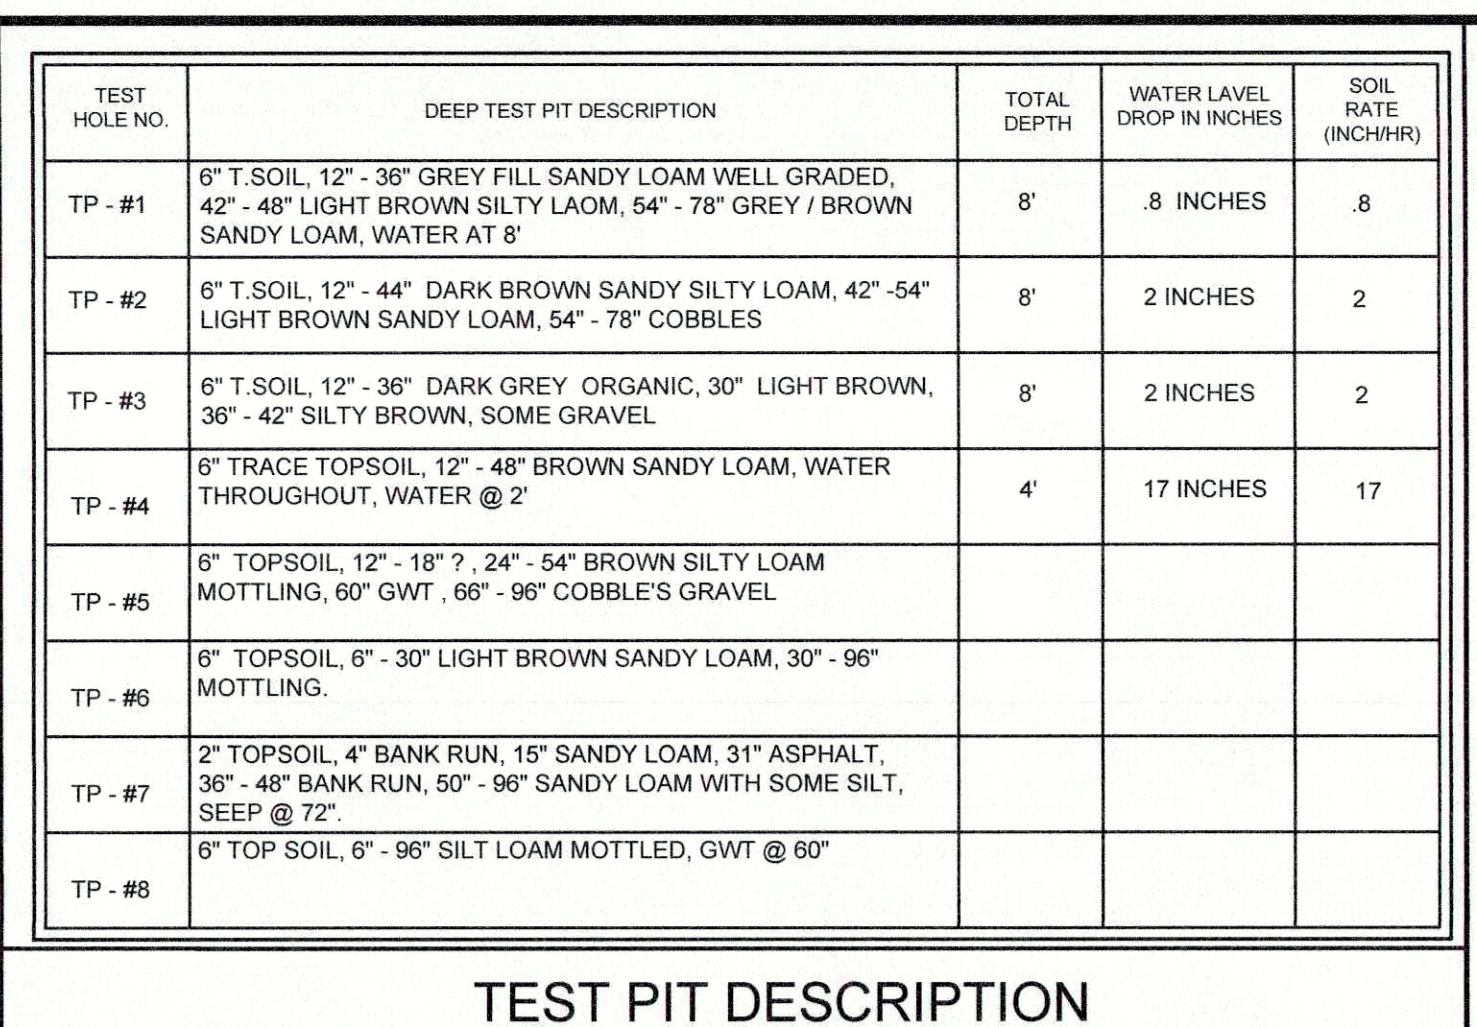 TEST
HOLE NO.
DEEP TEST PIT DESCRIPTION
TOTAL
DEPTH
WATER LAVEL
DROP IN INCHES
SOIL
RATE
(INCH/HR)
TP - #1
6" T.SOIL, 12" - 36" GREY FILL SANDY LOAM WELL GRADED,
42" - 48" LIGHT BROWN SILTY LAOM, 54" - 78" GREY / BROWN
SANDY LOAM, WATER AT 8'
8'
.8 INCHES
.8
TP - #2
6" T.SOIL, 12" - 44" DARK BROWN SANDY SILTY LOAM, 42" -54"
LIGHT BROWN SANDY LOAM, 54" - 78" COBBLES
8'
2 INCHES
2
TP - #3
6" T.SOIL, 12" - 36" DARK GREY ORGANIC, 30" LIGHT BROWN,
36" - 42" SILTY BROWN, SOME GRAVEL
8'
2 INCHES
2
TP - #4
6" TRACE TOPSOIL, 12" - 48" BROWN SANDY LOAM, WATER
THROUGHOUT, WATER @ 2'
4'
17 INCHES
17
TP - #5
6" TOPSOIL, 12" - 18" ? , 24" - 54" BROWN SILTY LOAM
MOTTLING, 60" GWT , 66" - 96" COBBLE'S GRAVEL
TP - #6
6" TOPSOIL, 6" - 30" LIGHT BROWN SANDY LOAM, 30" - 96"
MOTTLING.
TP - #7
2" TOPSOIL, 4" BANK RUN, 15" SANDY LOAM, 31" ASPHALT,
36" - 48" BANK RUN, 50" - 96" SANDY LOAM WITH SOME SILT,
SEEP @ 72".
TP - #8
6" TOP SOIL, 6" - 96" SILT LOAM MOTTLED, GWT @ 60"
TEST PIT DESCRIPTION